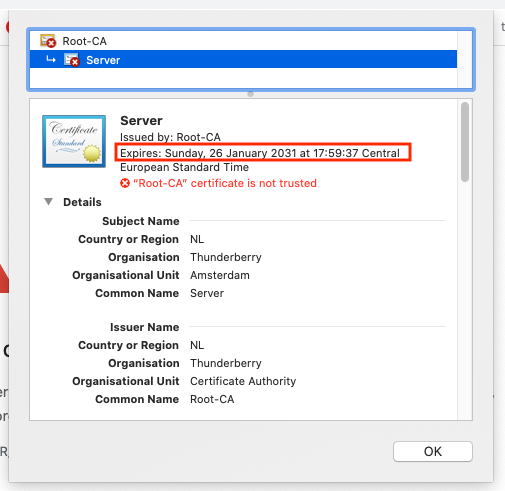 Root-CA
Server
Certificate
Standard
Server
Issued by: Root-CA
Expires: Sunday, 26 January 2031 at 17:59:37 Central
European Standard Time
"Root-CA" certificate is not trusted
Details
Subject Name
Country or Region NL
Organisation Thunderberry
Organisational Unit Amsterdam
Common Name Server
Issuer Name
Country or Region NL
Organisation Thunderberry
Organisational Unit Certificate Authority
Common Name Root-CA
OK